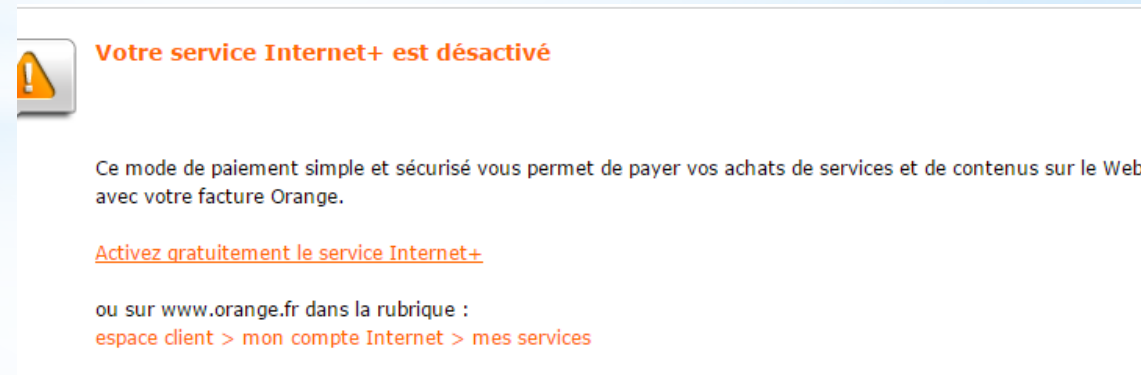 Votre service Internet+ est désactivé
Ce mode de paiement simple et sécurisé vous permet de payer vos achats de services et de contenus sur le Web
avec votre facture Orange.
Activez gratuitement le service Internet+
ou sur www.orange.fr dans la rubrique :
espace client > mon compte Internet > mes services